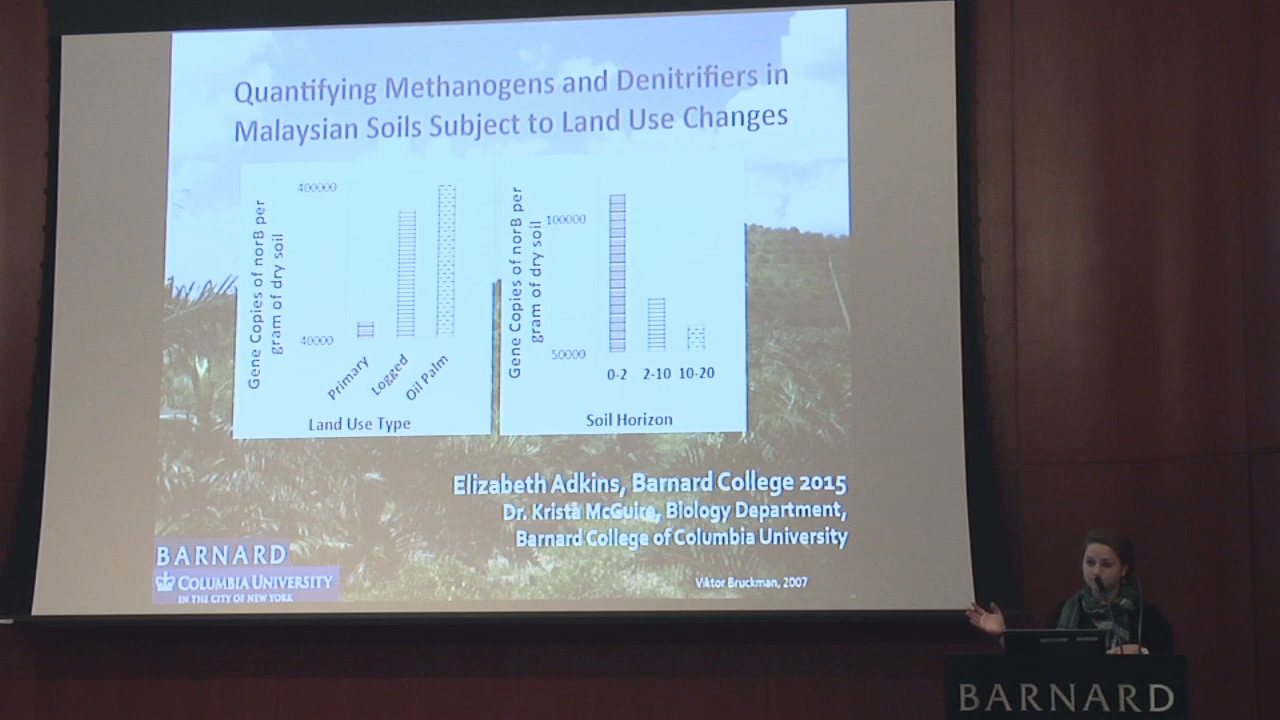 Quantifying Methanogens and Denitrifiers in
Malaysian Soils Subject to Land Use Changes
Gene Copies of norB per
gram of dry soil
400000
40000
Primary
Logged
Oil Palm
Land Use Type
Gene Copies of norB per
gram of dry soil
100000
50000
0-2 2-10 10-20
Soil Horizon
Elizabeth Adkins, Barnard College 2015
Dr. Krista McGuire, Biology Department,
Barnard College of Columbia University
Viktor Bruckman, 2007
BARNARD
COLUMBIA UNIVERSITY
IN THE CITY OF NEW YORK
BARNARD